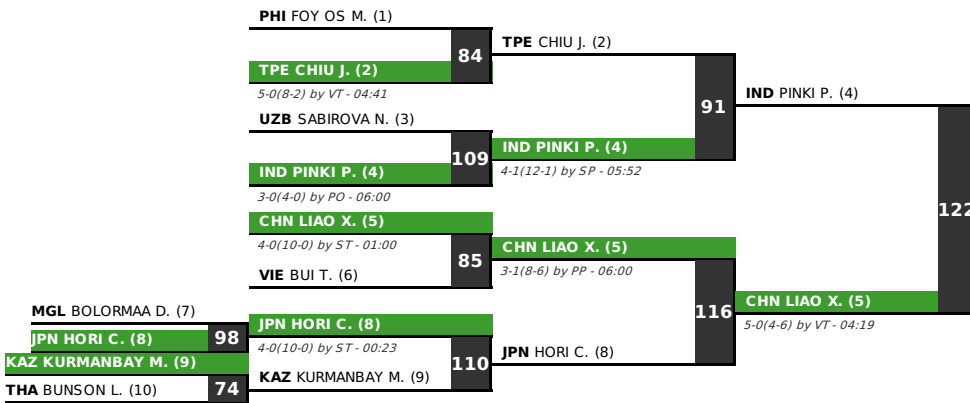 PHI FOY OS M. (1)
84
TPE CHIU J. (2)
5-0(8-2) by VT - 04:41
UZB SABIROVA N. (3)
109
IND PINKI P. (4)
3-0(4-0) by PO - 06:00
CHN LIAO X. (5)
4-0(10-0) by ST - 01:00
85
VIE BUI T. (6)
MGL BOLORMAA D. (7)
JPN HORI C. (8)
98
KAZ KURMANBAY M. (9)
THA BUNSON L. (10)
74
JPN HORI C. (8)
4-0(10-0) by ST - 00:23
110
KAZ KURMANBAY M. (9)
TPE CHIU J. (2)
91
IND PINKI P. (4)
4-1(12-1) by SP - 05:52
CHN LIAO X. (5)
3-1(8-6) by PP - 06:00
116
JPN HORI C. (8)
IND PINKI P. (4)
122
CHN LIAO X. (5)
5-0(4-6) by VT - 04:19